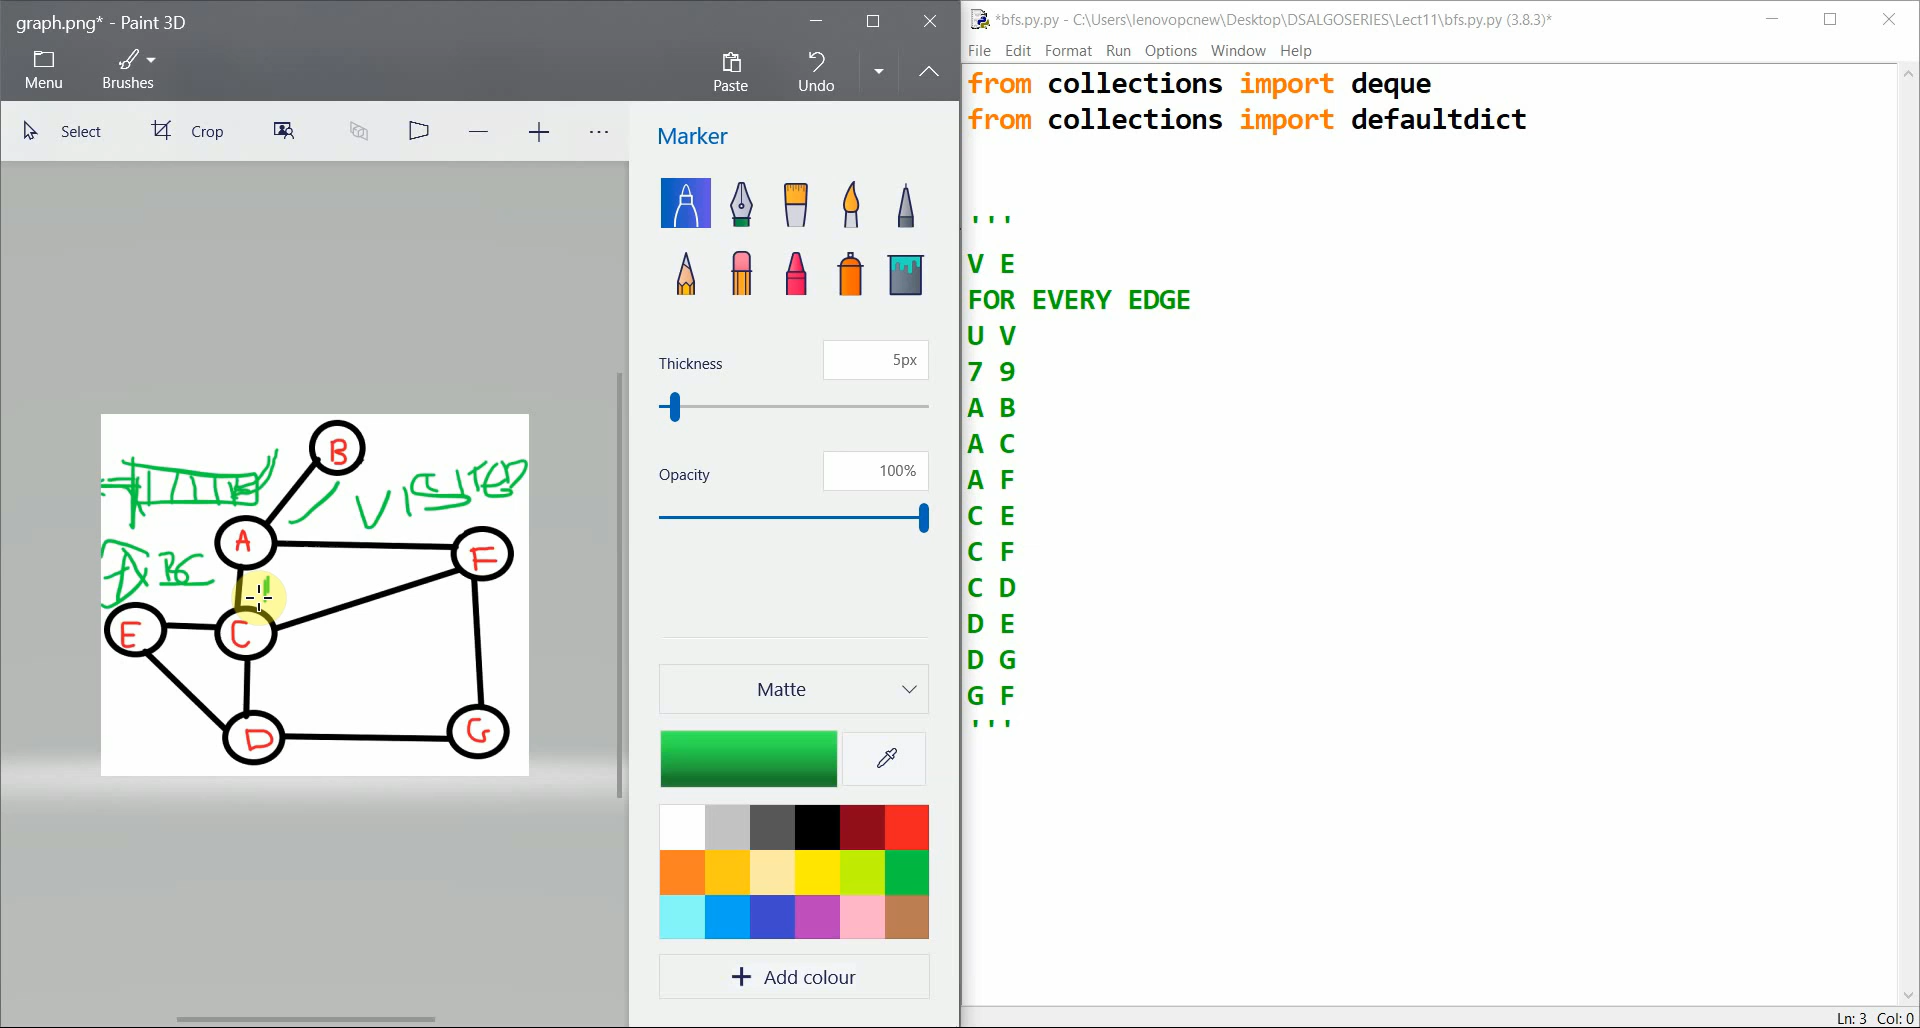 graph.png* - Paint 3D
Menu
Brushes
Paste
Undo
Select
Crop
Marker
Thickness
5px
Opacity
100%
Matte
Add colour
B
VISITED
A
F
BC
E
C
D
G
*bfs.py.py - C:\Users\lenovopcnew\Desktop\DSALGOSERIES\Lect11\bfs.py.py (3.8.3)*
File Edit Format Run Options Window Help
from collections import deque
from collections import defaultdict
'''
V E
FOR EVERY EDGE
U V
7 9
A B
A C
A F
C E
C F
C D
D E
D G
G F
'''
Ln: 3 Col: 0